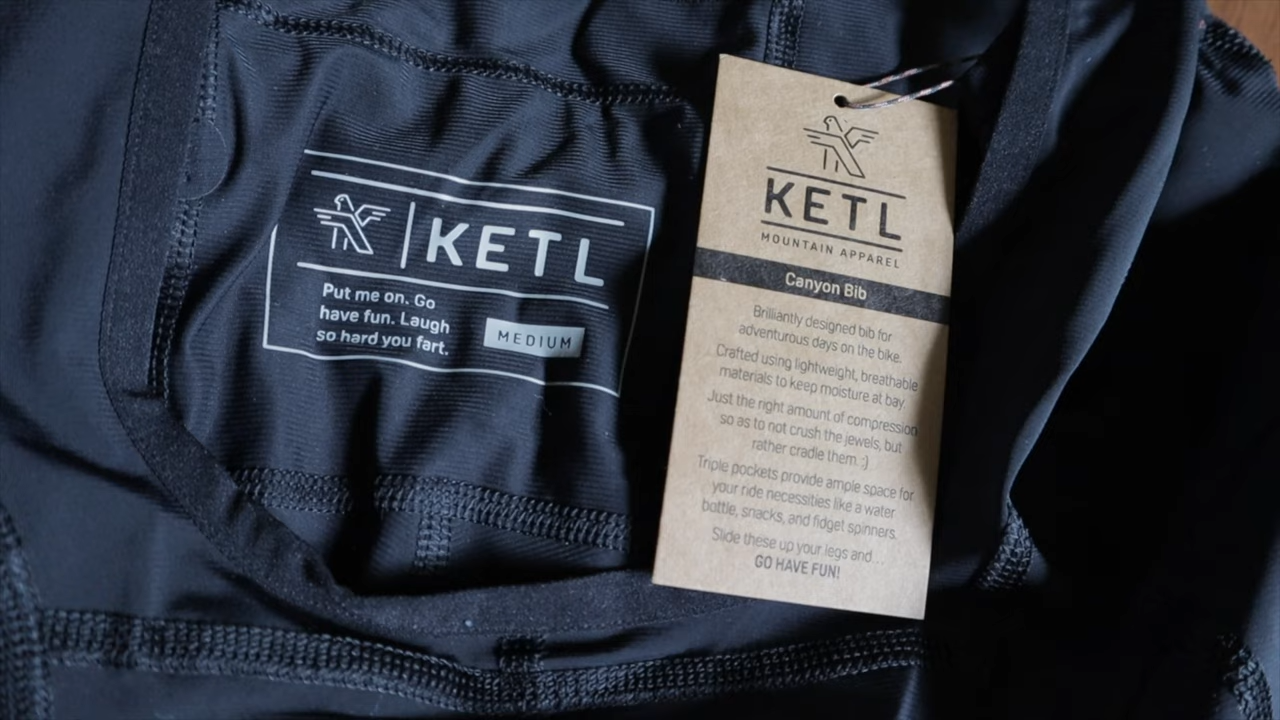 KETL
Put me on. Go
have fun. Laugh
so hard you fart.
MEDIUM
KETL
MOUNTAIN APPAREL
Canyon Bib
Brilliantly designed bib for
adventurous days on the bike.
Crafted using lightweight, breathable
materials to keep moisture at bay.
Just the right amount of compression
so as to not crush the jewels, but
rather cradle them. :)
Triple pockets provide ample space for
your ride necessities like a water
bottle, snacks, and fidget spinners.
Slide these up your legs and...
GO HAVE FUN!